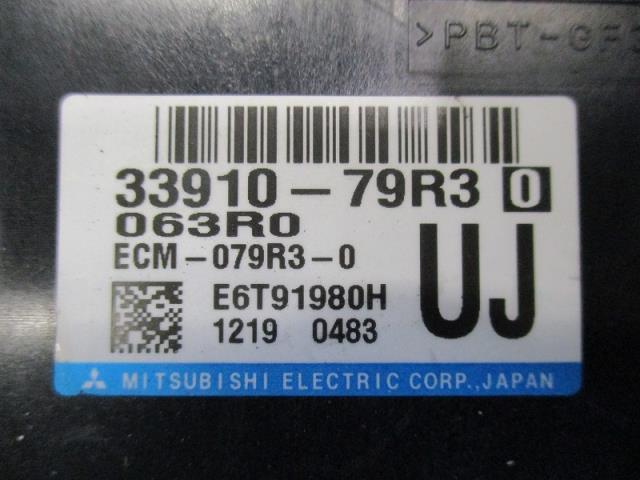 >PBT-GF
33910-79R3 0
063R0
ECM-079R3-0
UJ
E6T91980H
1219 0483
MITSUBISHI ELECTRIC CORP., JAPAN